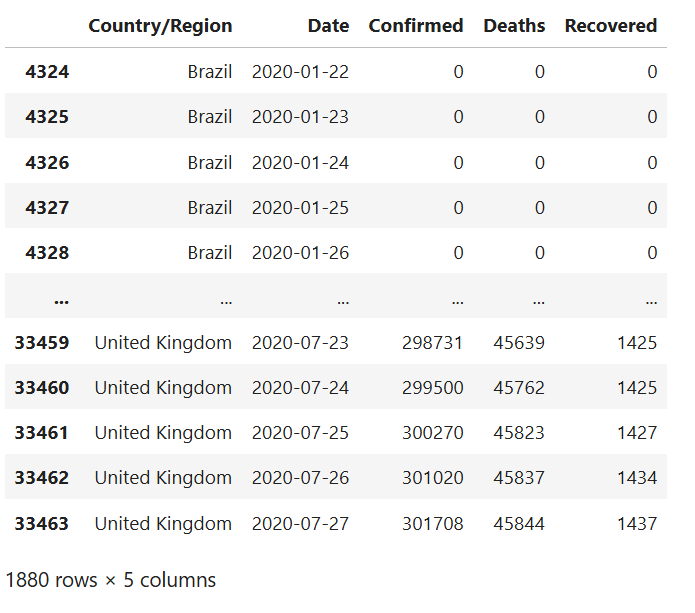 Country/Region Date Confirmed Deaths Recovered
4324 Brazil 2020-01-22 0 0 0
4325 Brazil 2020-01-23 0 0 0
4326 Brazil 2020-01-24 0 0 0
4327 Brazil 2020-01-25 0 0 0
4328 Brazil 2020-01-26 0 0 0
... ... ... ... ... ...
33459 United Kingdom 2020-07-23 298731 45639 1425
33460 United Kingdom 2020-07-24 299500 45762 1425
33461 United Kingdom 2020-07-25 300270 45823 1427
33462 United Kingdom 2020-07-26 301020 45837 1434
33463 United Kingdom 2020-07-27 301708 45844 1437
1880 rows × 5 columns